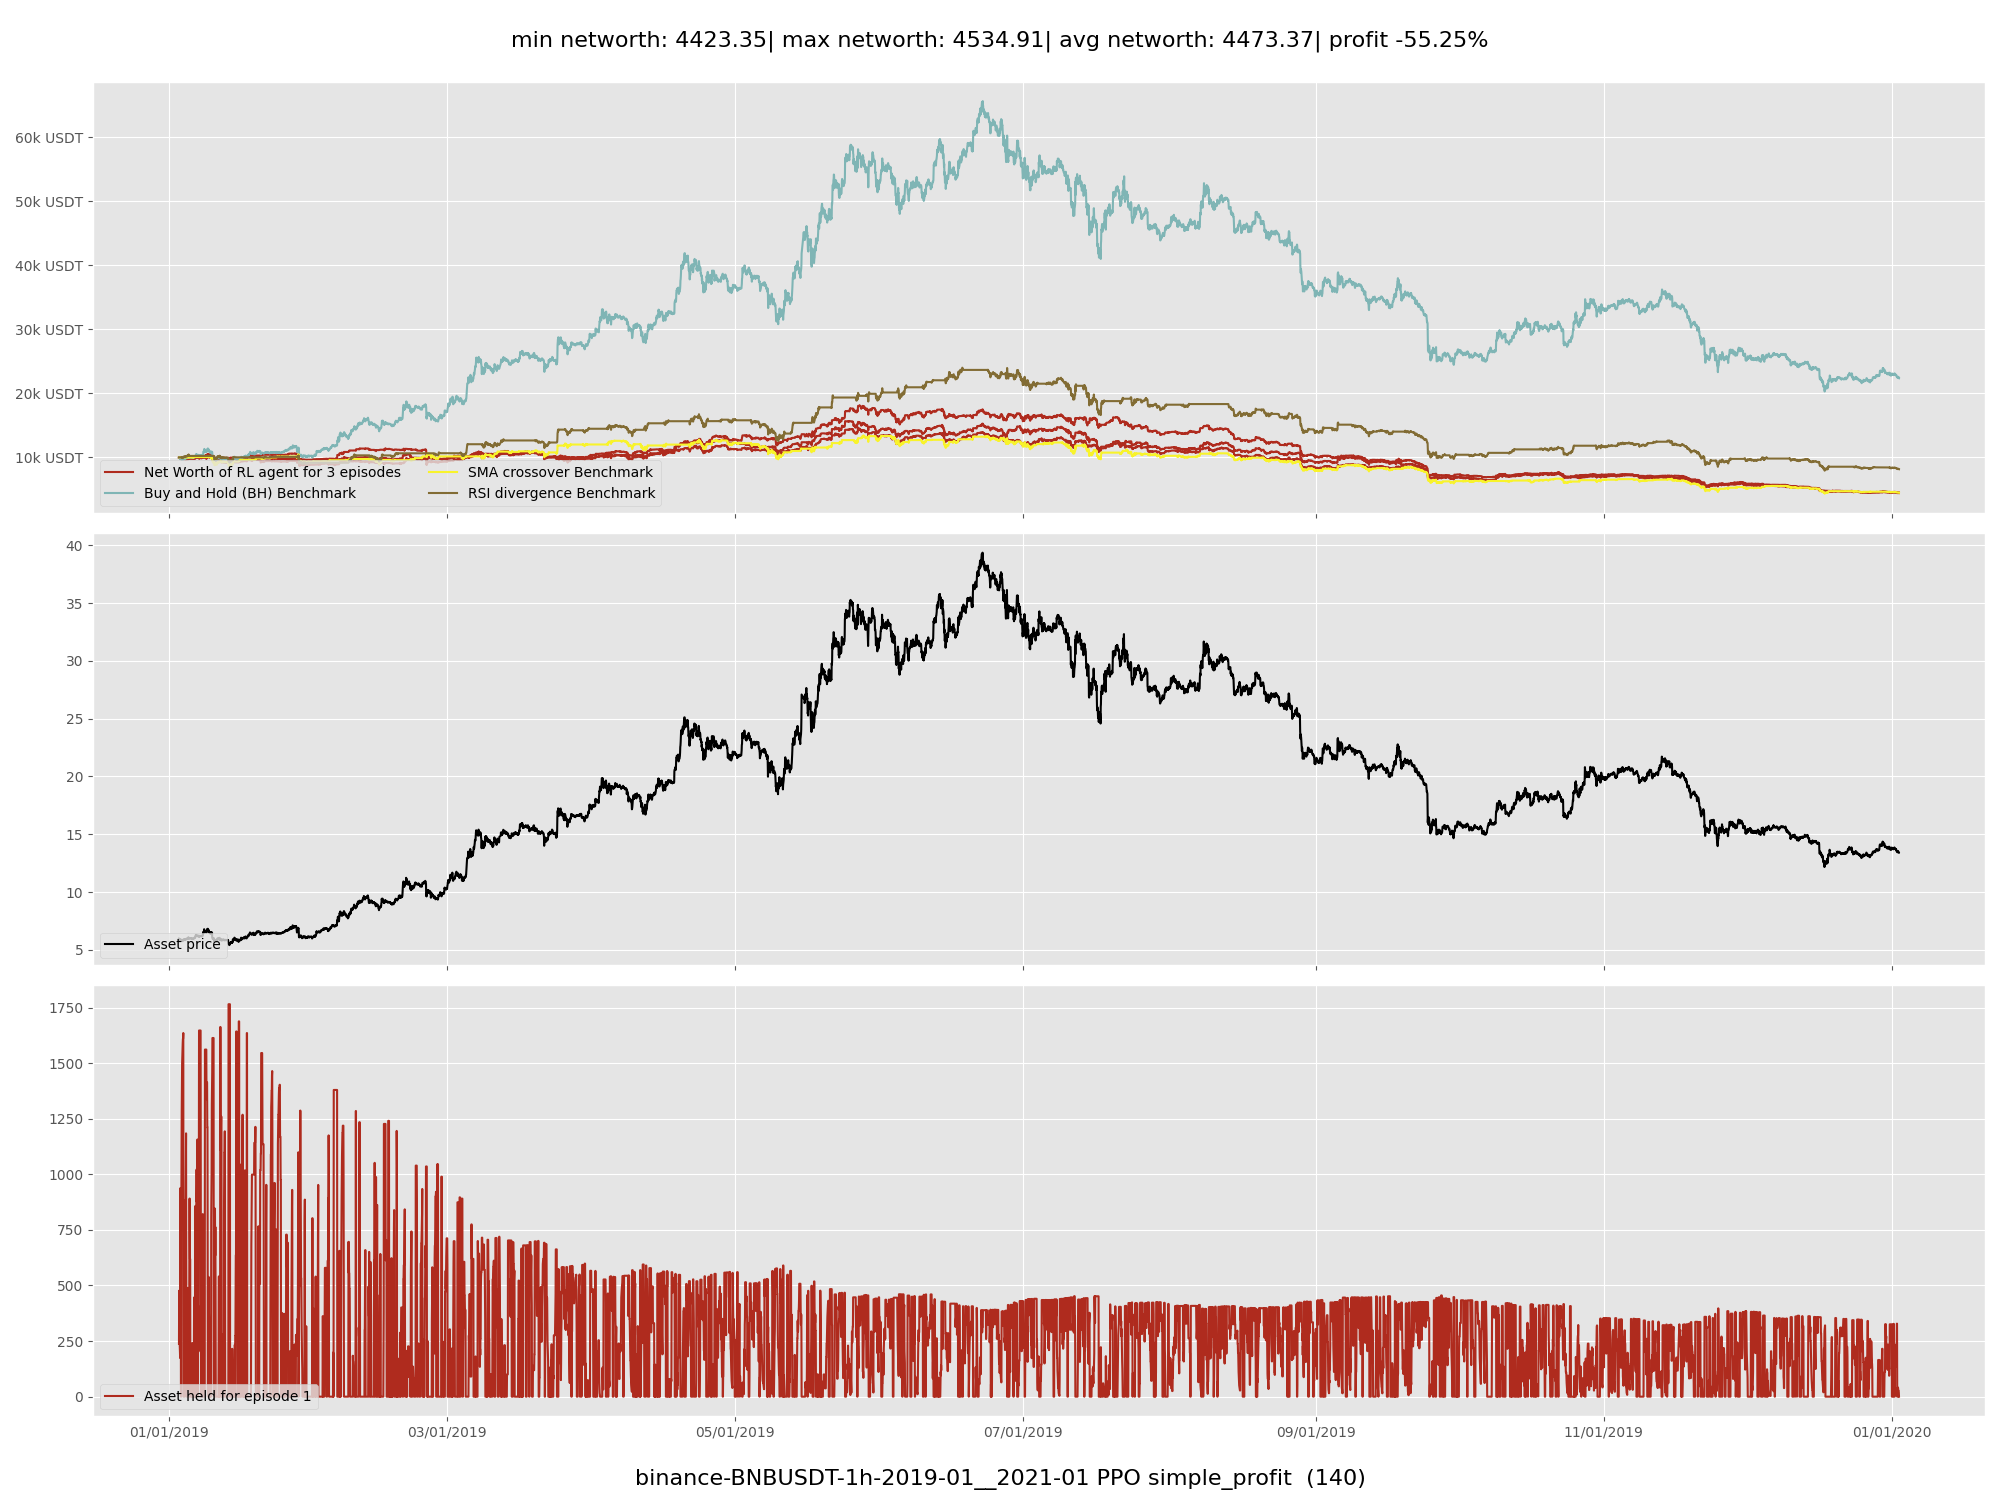 min networth: 4423.35| max networth: 4534.91| avg networth: 4473.37| profit -55.25%
60k USDT
50k USDT
40k USDT
30k USDT
20k USDT
10k USDT
Net Worth of RL agent for 3 episodes
Buy and Hold (BH) Benchmark
SMA crossover Benchmark
RSI divergence Benchmark
40
35
30
25
20
15
10
5
Asset price
1750
1500
1250
1000
750
500
250
0
Asset held for episode 1
01/01/2019
03/01/2019
05/01/2019
07/01/2019
09/01/2019
11/01/2019
01/01/2020
binance-BNBUSDT-1h-2019-01__2021-01 PPO simple_profit  (140)